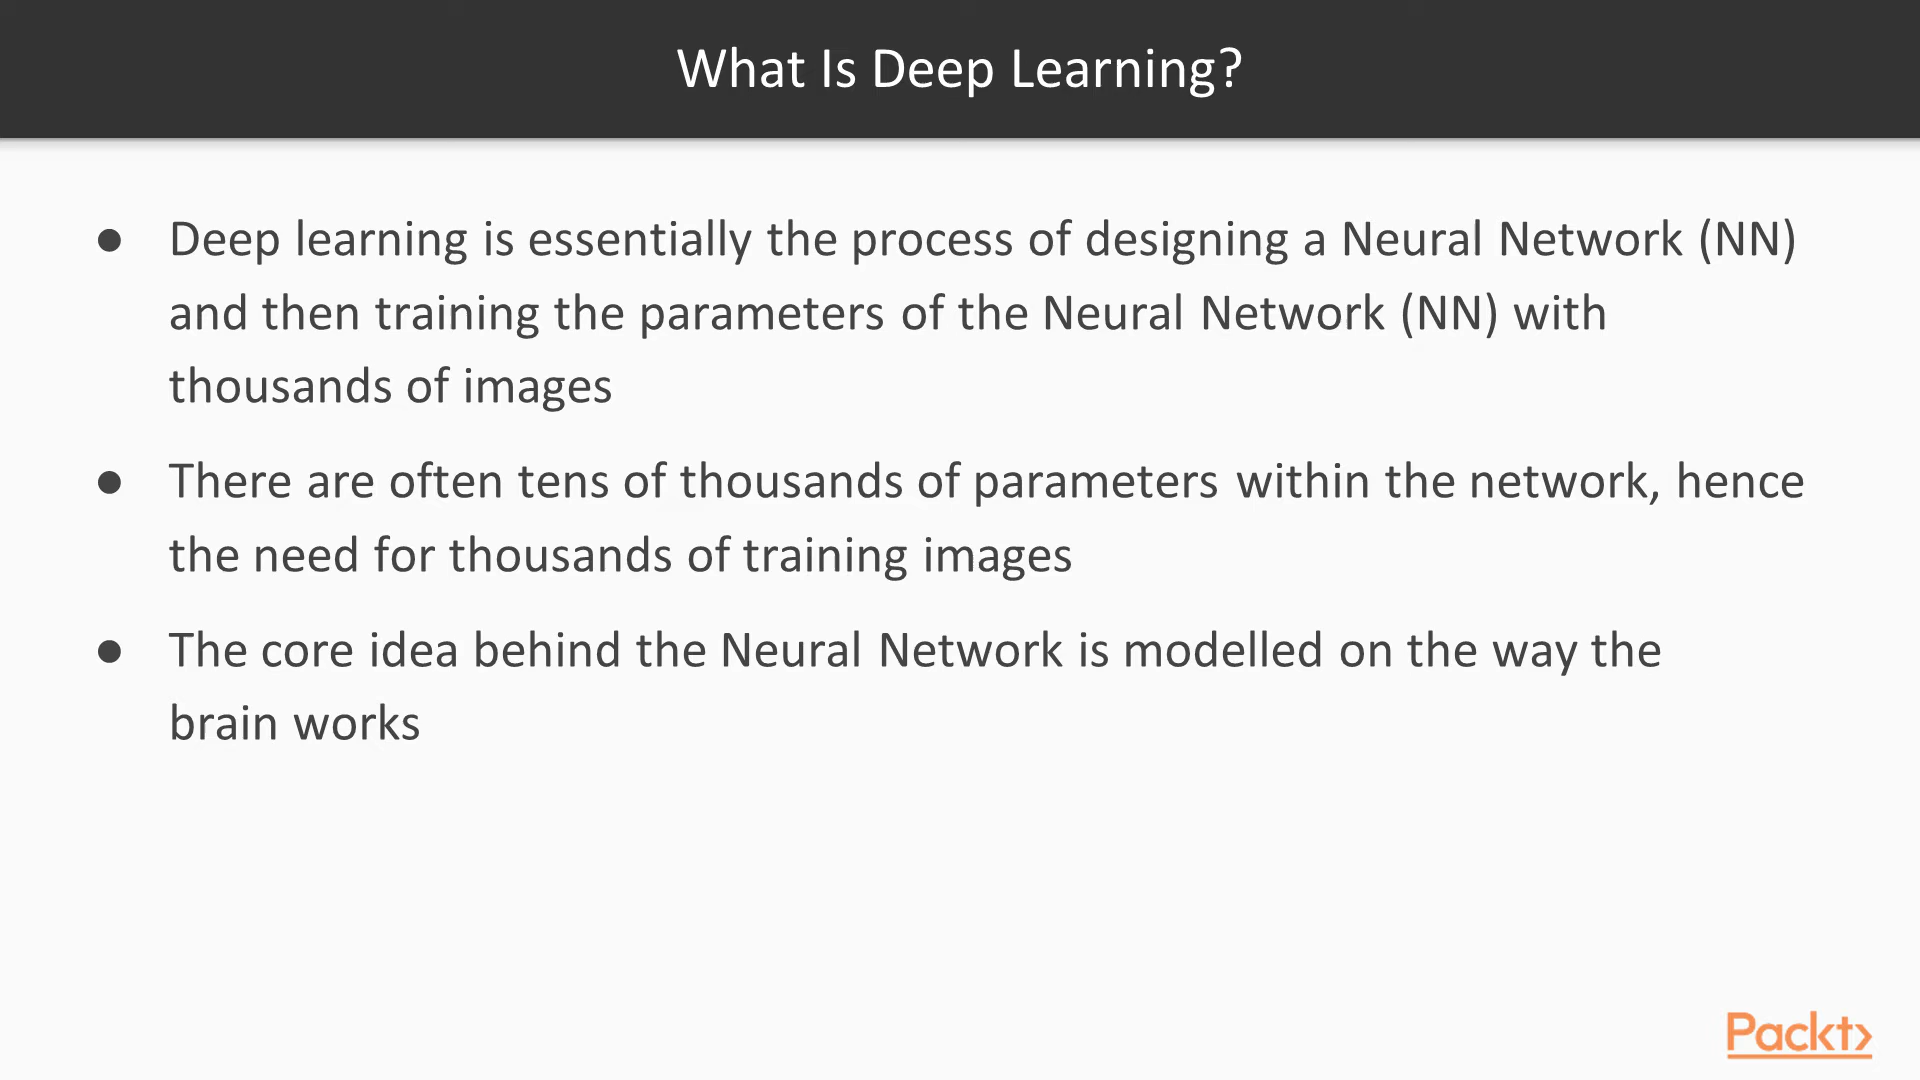 What Is Deep Learning?
● Deep learning is essentially the process of designing a Neural Network (NN)
and then training the parameters of the Neural Network (NN) with
thousands of images
● There are often tens of thousands of parameters within the network, hence
the need for thousands of training images
● The core idea behind the Neural Network is modelled on the way the
brain works
Packt>